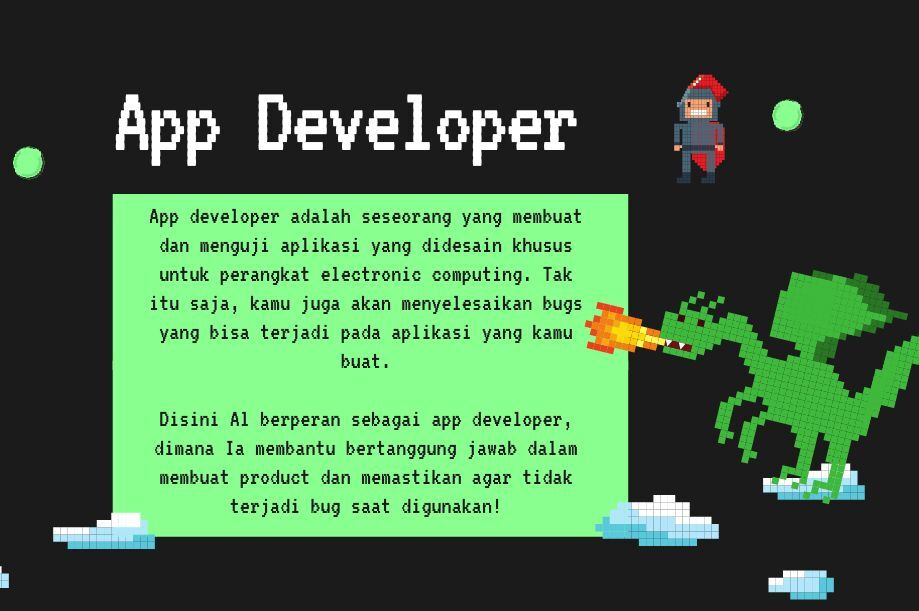 App Developer
App developer adalah seseorang yang membuat
dan menguji aplikasi yang didesain khusus
untuk perangkat electronic computing. Tak
itu saja, kamu juga akan menyelesaikan bugs
yang bisa terjadi pada aplikasi yang kamu
buat.
Disini Al berperan sebagai app developer,
dimana Ia membantu bertanggung jawab dalam
membuat product dan memastikan agar tidak
terjadi bug saat digunakan!